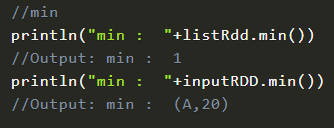 //min
println("min :  "+listRdd.min())
//Output: min :  1
println("min :  "+inputRDD.min())
//Output: min :  (A,20)